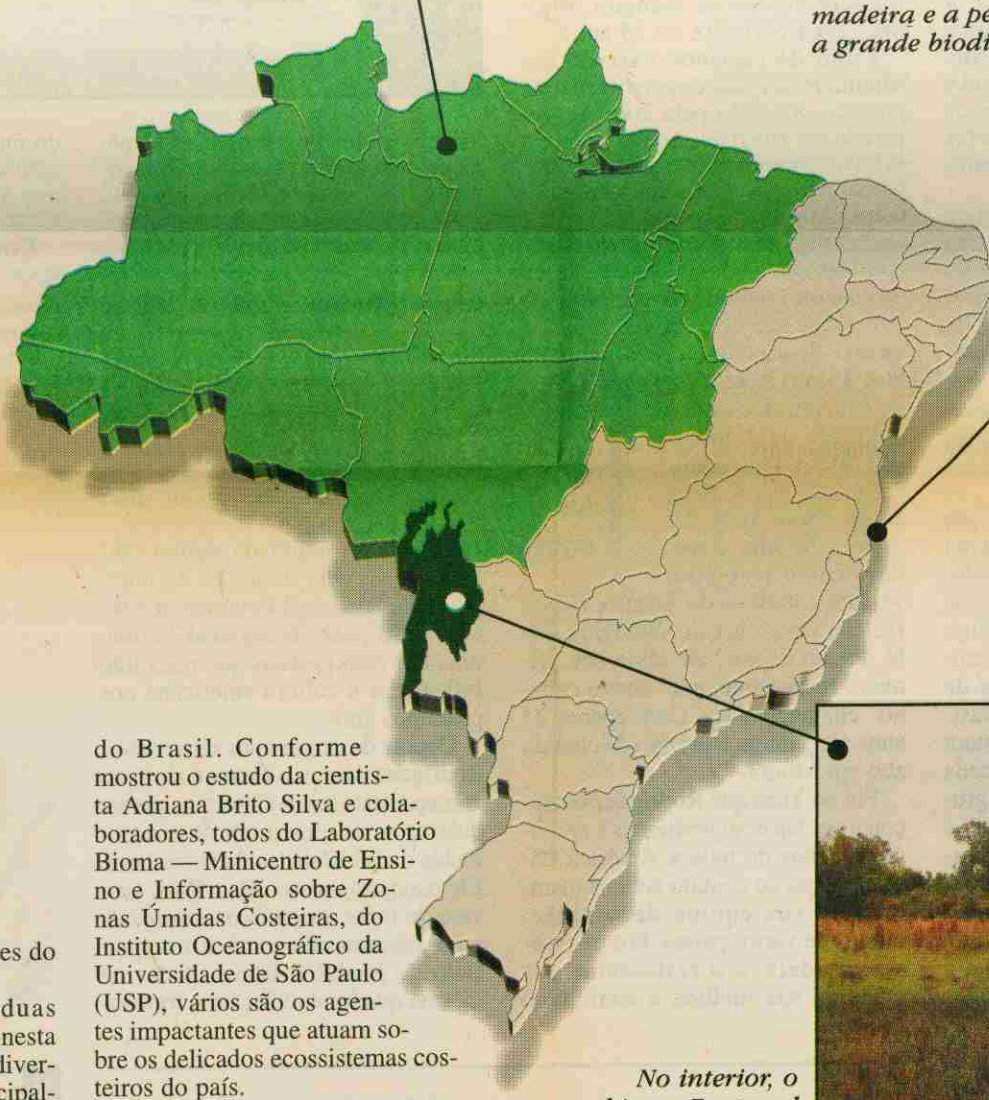 madeira e a
a grande
do Brasil. Conforme
mostrou o estudo da cientis-
ta Adriana Brito Silva e cola-
boradores, todos do Laboratório
Bioma — Minicentro de Ensi-
no e Informação sobre Zo-
nas Úmidas Costeiras, do
Instituto Oceanográfico da
Universidade de São Paulo
(USP), vários são os agen-
tes impactantes que atuam so-
bre os delicados ecossistemas cos-
teiros do país.
es do
duas
nesta
diver-
cipal-
No interior, o